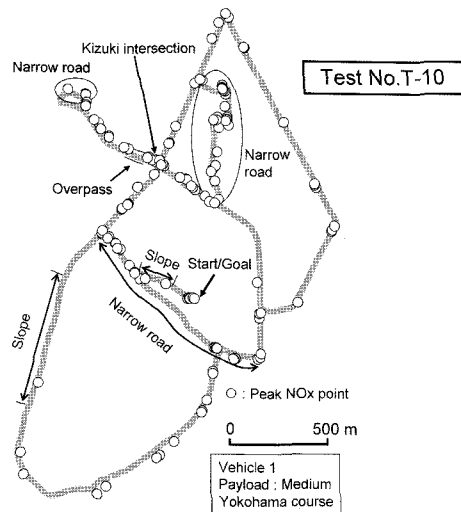 Kizuki intersection
Narrow road
Test No.T-10
Narrow
road
Overpass
Slope
Start/Goal
Slope
Narrow road
○ : Peak NOx point
0 500 m
Vehicle 1
Payload : Medium
Yokohama course